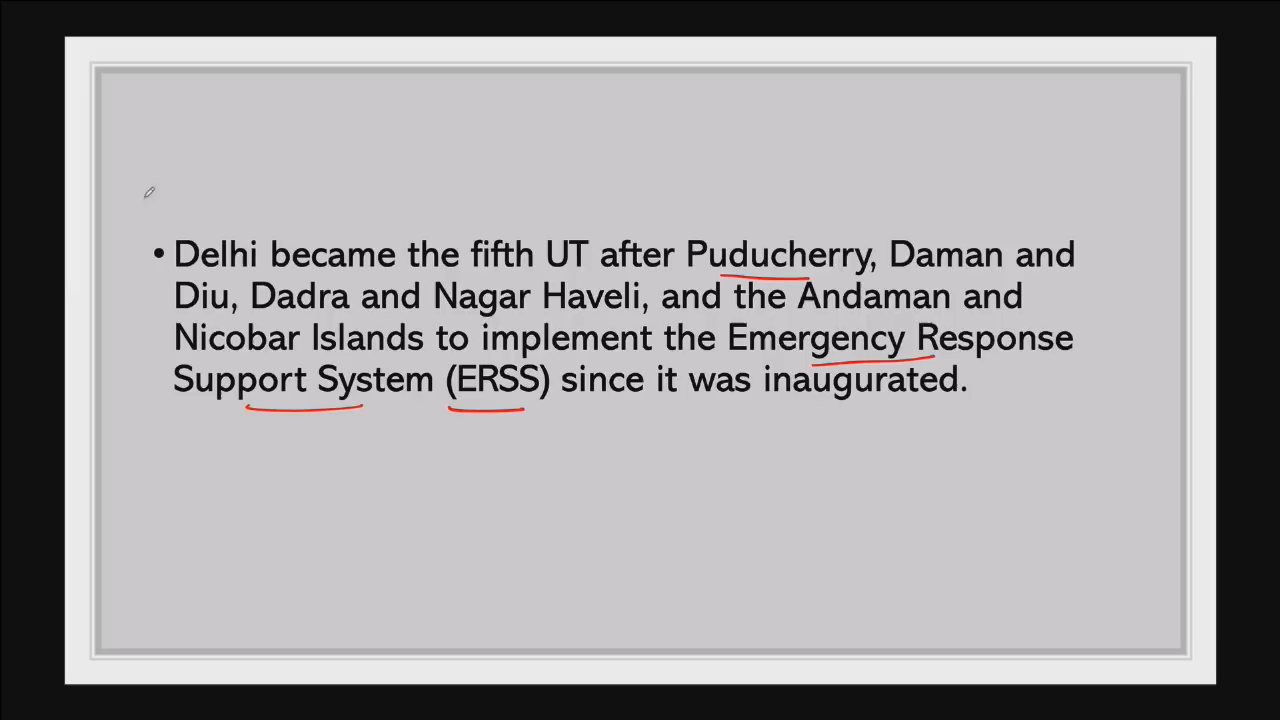 • Delhi became the fifth UT after Puducherry, Daman and
Diu, Dadra and Nagar Haveli, and the Andaman and
Nicobar Islands to implement the Emergency Response
Support System (ERSS) since it was inaugurated.